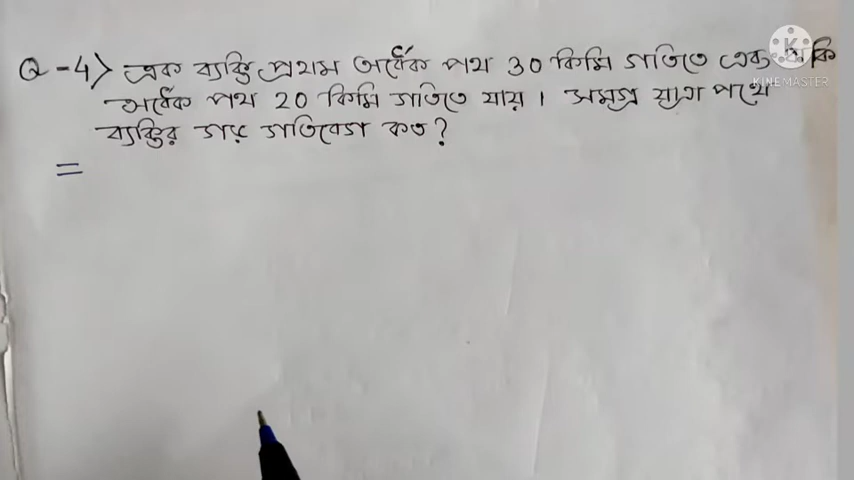 Q-4> এক ব্যক্তি প্রথম অর্ধেক পথ 30 কিমি গতিতে এবং বাকি
অর্ধেক পথ 20 কিমি গতিতে যায়। সমগ্র যাত্রা পথে
ব্যক্তির গড় গতিবেগ কত?
=
KINEMASTER